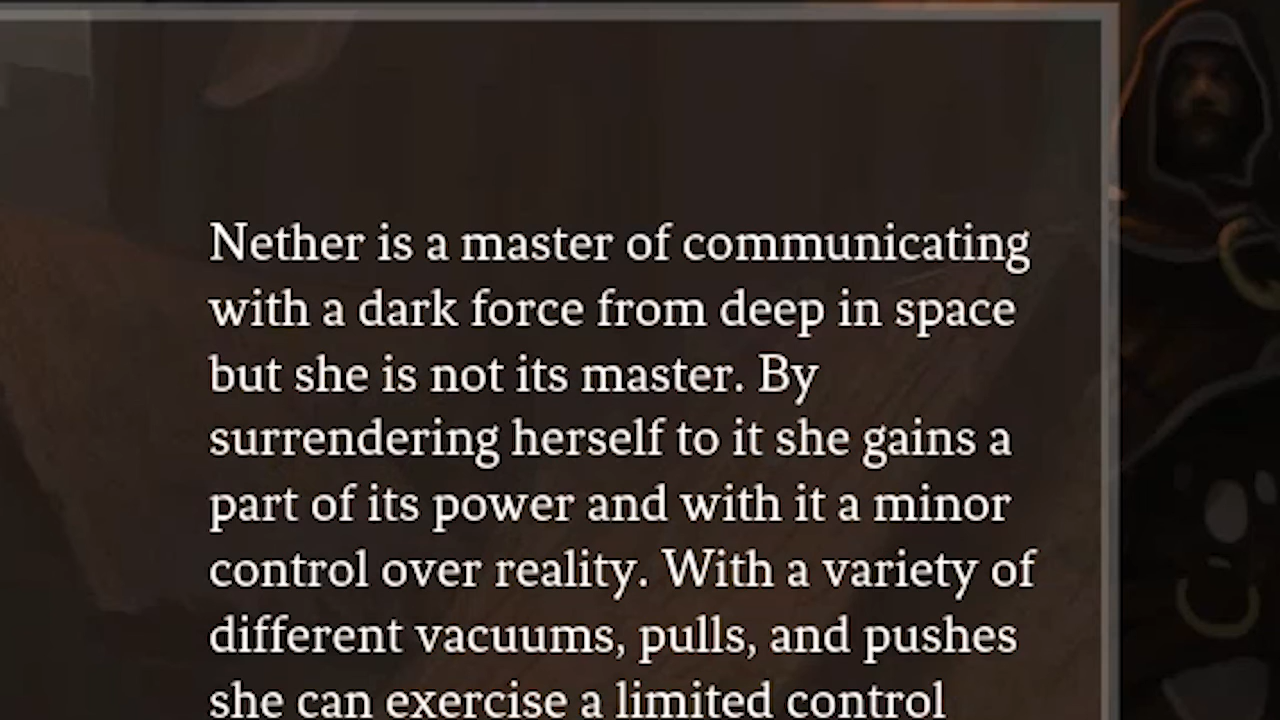 Nether is a master of communicating
with a dark force from deep in space
but she is not its master. By
surrendering herself to it she gains a
part of its power and with it a minor
control over reality. With a variety of
different vacuums, pulls, and pushes
she can exercise a limited control